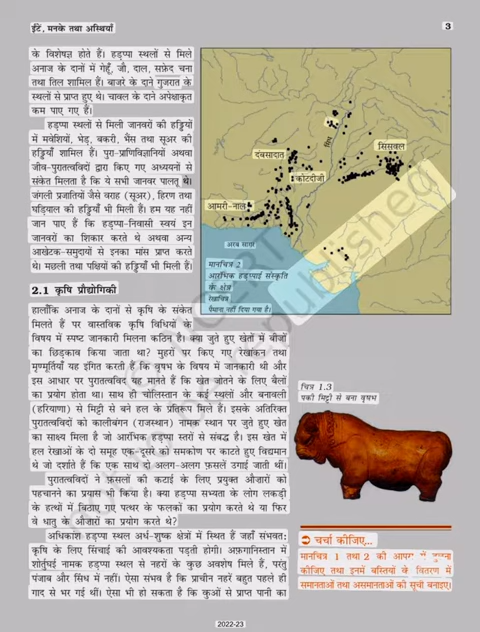 ईंटें, मनके तथा अस्थियाँ
3
के विशेषज्ञ होते हैं। हड़प्पा स्थलों से मिले
अनाज के दानों में गेहूँ, जौ, दाल, सफ़ेद चना
तथा तिल शामिल हैं। बाजरे के दाने गुजरात के
स्थलों से प्राप्त हुए थे। चावल के दाने अपेक्षाकृत
कम पाए गए हैं।
हड़प्पा स्थलों से मिली जानवरों की हड्डियों
में मवेशियों, भेड़, बकरी, भैंस तथा सूअर की
हड्डियाँ शामिल हैं। पुरा-प्राणिविज्ञानियों अथवा
जीव-पुरातत्वविदों द्वारा किए गए अध्ययनों से
संकेत मिलता है कि ये सभी जानवर पालतू थे।
जंगली प्रजातियों जैसे वराह (सूअर), हिरण तथा
घड़ियाल की हड्डियाँ भी मिली हैं। हम यह नहीं
जान पाए हैं कि हड़प्पा-निवासी स्वयं इन
जानवरों का शिकार करते थे अथवा अन्य
आखेटक-समुदायों से इनका मांस प्राप्त करते
थे। मछली तथा पक्षियों की हड्डियाँ भी मिली हैं।
2.1 कृषि प्रौद्योगिकी
हालाँकि अनाज के दानों से कृषि के संकेत
मिलते हैं पर वास्तविक कृषि विधियों के
विषय में स्पष्ट जानकारी मिलना कठिन है। क्या जुते हुए खेतों में बीजों
का छिड़काव किया जाता था? मुहरों पर किए गए रेखांकन तथा
मृण्मूर्तियाँ यह इंगित करती हैं कि वृषभ के विषय में जानकारी थी और
इस आधार पर पुरातत्वविद यह मानते हैं कि खेत जोतने के लिए बैलों
का प्रयोग होता था। साथ ही चोलिस्तान के कई स्थलों और बनावली
(हरियाणा) से मिट्टी से बने हल के प्रतिरूप मिले हैं। इसके अतिरिक्त
पुरातत्वविदों को कालीबंगन (राजस्थान) नामक स्थान पर जुते हुए खेत
का साक्ष्य मिला है जो आरंभिक हड़प्पा स्तरों से संबद्ध है। इस खेत में
हल रेखाओं के दो समूह एक-दूसरे को समकोण पर काटते हुए विद्यमान
थे जो दर्शाते हैं कि एक साथ दो अलग-अलग फ़सलें उगाई जाती थीं।
पुरातत्वविदों ने फ़सलों की कटाई के लिए प्रयुक्त औजारों को
पहचानने का प्रयास भी किया है। क्या हड़प्पा सभ्यता के लोग लकड़ी
के हत्थों में बिठाए गए पत्थर के फलकों का प्रयोग करते थे या फिर
वे धातु के औजारों का प्रयोग करते थे?
अधिकांश हड़प्पा स्थल अर्ध-शुष्क क्षेत्रों में स्थित हैं जहाँ संभवत:
कृषि के लिए सिंचाई की आवश्यकता पड़ती होगी। अफ़गानिस्तान में
शोर्तुघई नामक हड़प्पा स्थल से नहरों के कुछ अवशेष मिले हैं, परंतु
पंजाब और सिंध में नहीं। ऐसा संभव है कि प्राचीन नहरें बहुत पहले ही
गाद से भर गई थीं। ऐसा भी हो सकता है कि कुओं से प्राप्त पानी का
दंबसादात
सिसवल
सिंधु
कोटदीजी
आमरी-नाल
अरब सागर
मानचित्र 2
आरंभिक हड़प्पाई संस्कृति
के क्षेत्र
रेखाचित्र
पैमाना नहीं दिया गया है।
चित्र 1.3
पकी मिट्टी से बना वृषभ
चर्चा कीजिए...
मानचित्र 1 तथा 2 की आपस में तुलना
कीजिए तथा इनमें बस्तियों के वितरण में
समानताओं तथा असमानताओं की सूची बनाइए।
2022-23